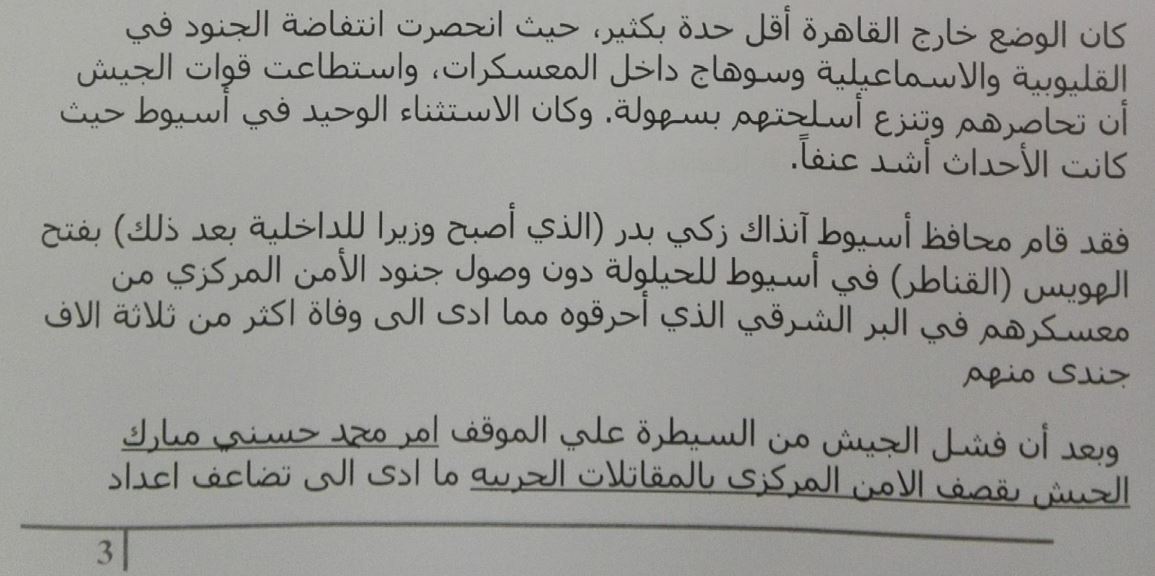 كان الوضع خارج القاهرة أقل حدة بكثير، حيث انحصرت انتفاضة الجنود في
القليوبية والاسماعيلية وسوهاج داخل المعسكرات، واستطاعت قوات الجيش
أن تحاصرهم وتنزع أسلحتهم بسهولة. وكان الاستثناء الوحيد في أسيوط حيث
كانت الأحداث أشد عنفاً.
فقد قام محافظ أسيوط آنذاك زكي بدر (الذي أصبح وزيرا للداخلية بعد ذلك) بفتح
الهويس (القناطر) في أسيوط للحيلولة دون وصول جنود الأمن المركزي من
معسكرهم في البر الشرقي الذي أحرقوه مما ادى الى وفاة اكثر من ثلاثة الاف
جندى منهم
وبعد أن فشل الجيش من السيطرة علي الموقف امر محمد حسني مبارك
الجيش بقصف الامن المركزى بالمقاتلات الحربيه ما ادى الى تضاعف اعداد
3